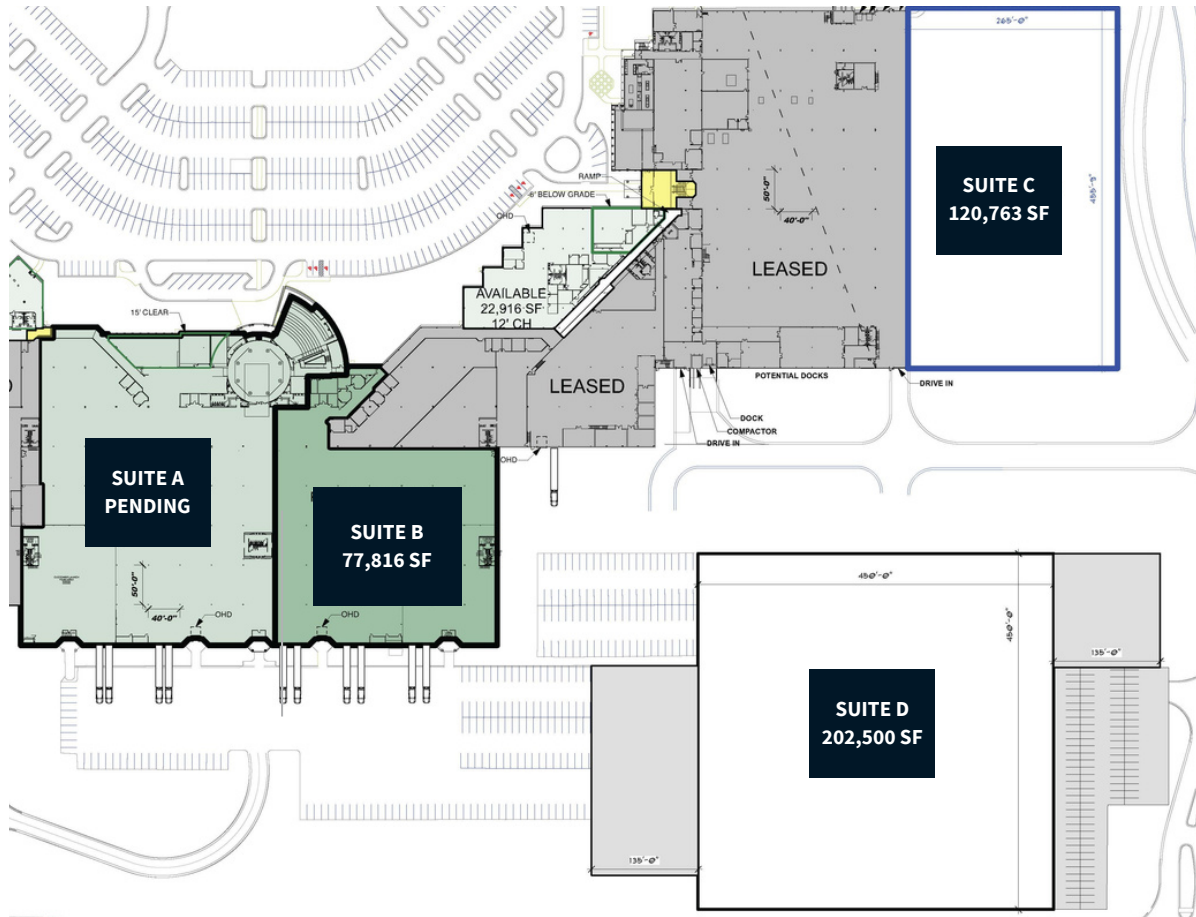 265'-0"
SUITE C
120,763 SF
455'-9"
RAMP
6' BELOW GRADE
OHD
50'-0"
40'-0"
LEASED
AVAILABLE
22,916 SF
12' CH
15' CLEAR
LEASED
POTENTIAL DOCKS
DRIVE IN
DOCK
COMPACTOR
DRIVE IN
OHD
SUITE A
PENDING
SUITE B
77,816 SF
50'-0"
40'-0"
OHD
OHD
450'-0"
450'-0"
135'-0"
SUITE D
202,500 SF
135'-0"